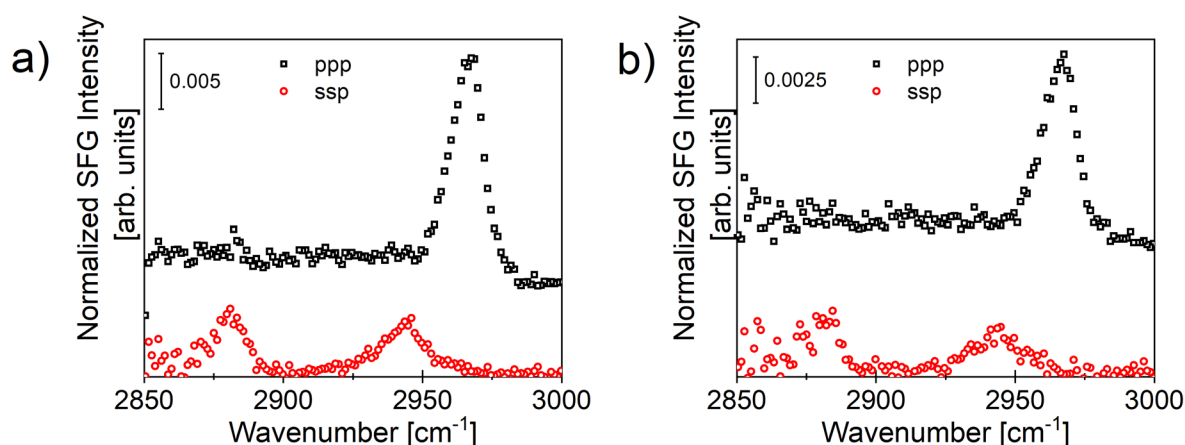 a)
Normalized SFG Intensity
[arb. units]
0.005
ppp
ssp
2850 2900 2950 3000
Wavenumber [cm⁻¹]
b)
Normalized SFG Intensity
[arb. units]
0.0025
ppp
ssp
2850 2900 2950 3000
Wavenumber [cm⁻¹]